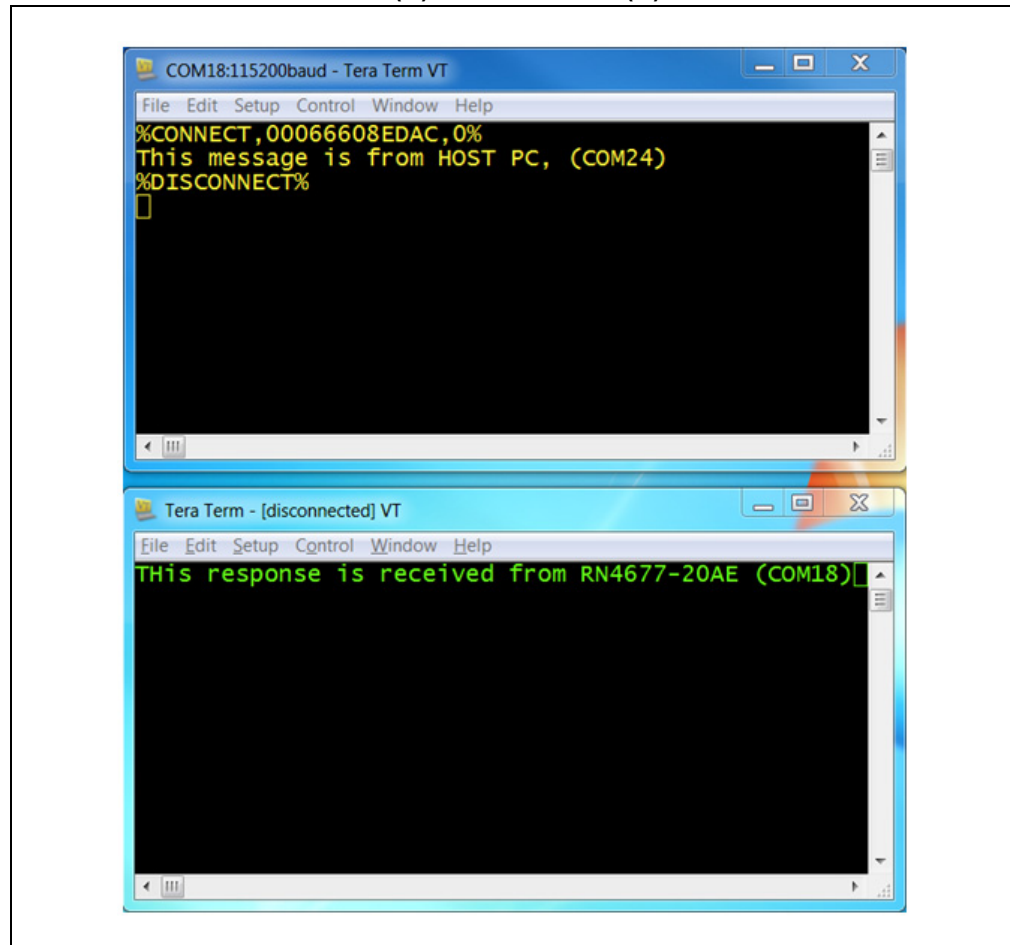 COM18:115200baud - Tera Term VT
File Edit Setup Control Window Help
%CONNECT,00066608EDAC,0%
This message is from HOST PC, (COM24)
%DISCONNECT%
Tera Term - [disconnected] VT
File Edit Setup Control Window Help
THis response is received from RN4677-20AE (COM18)